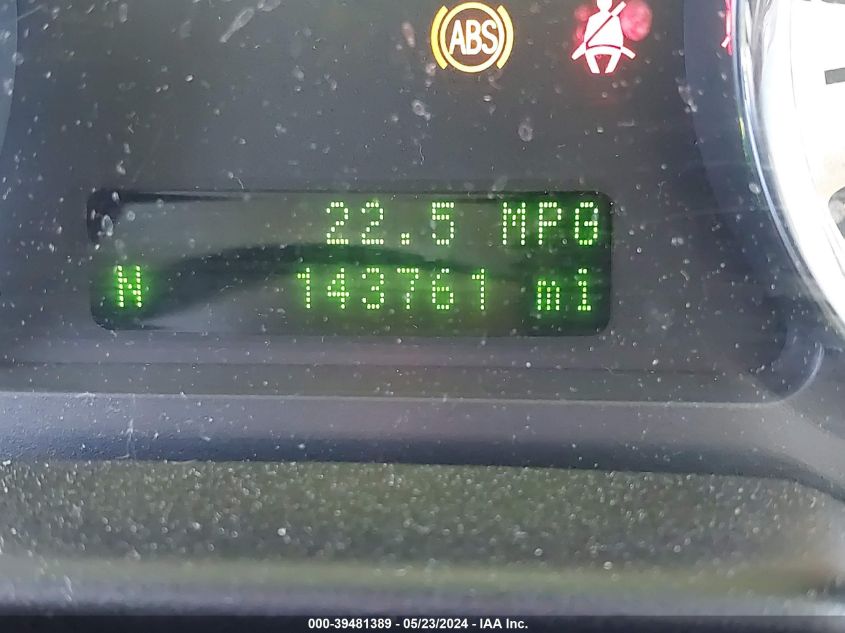 ABS
22.5 MPG
N 143761 mi
000-39481389 - 05/23/2024 - IAA Inc.